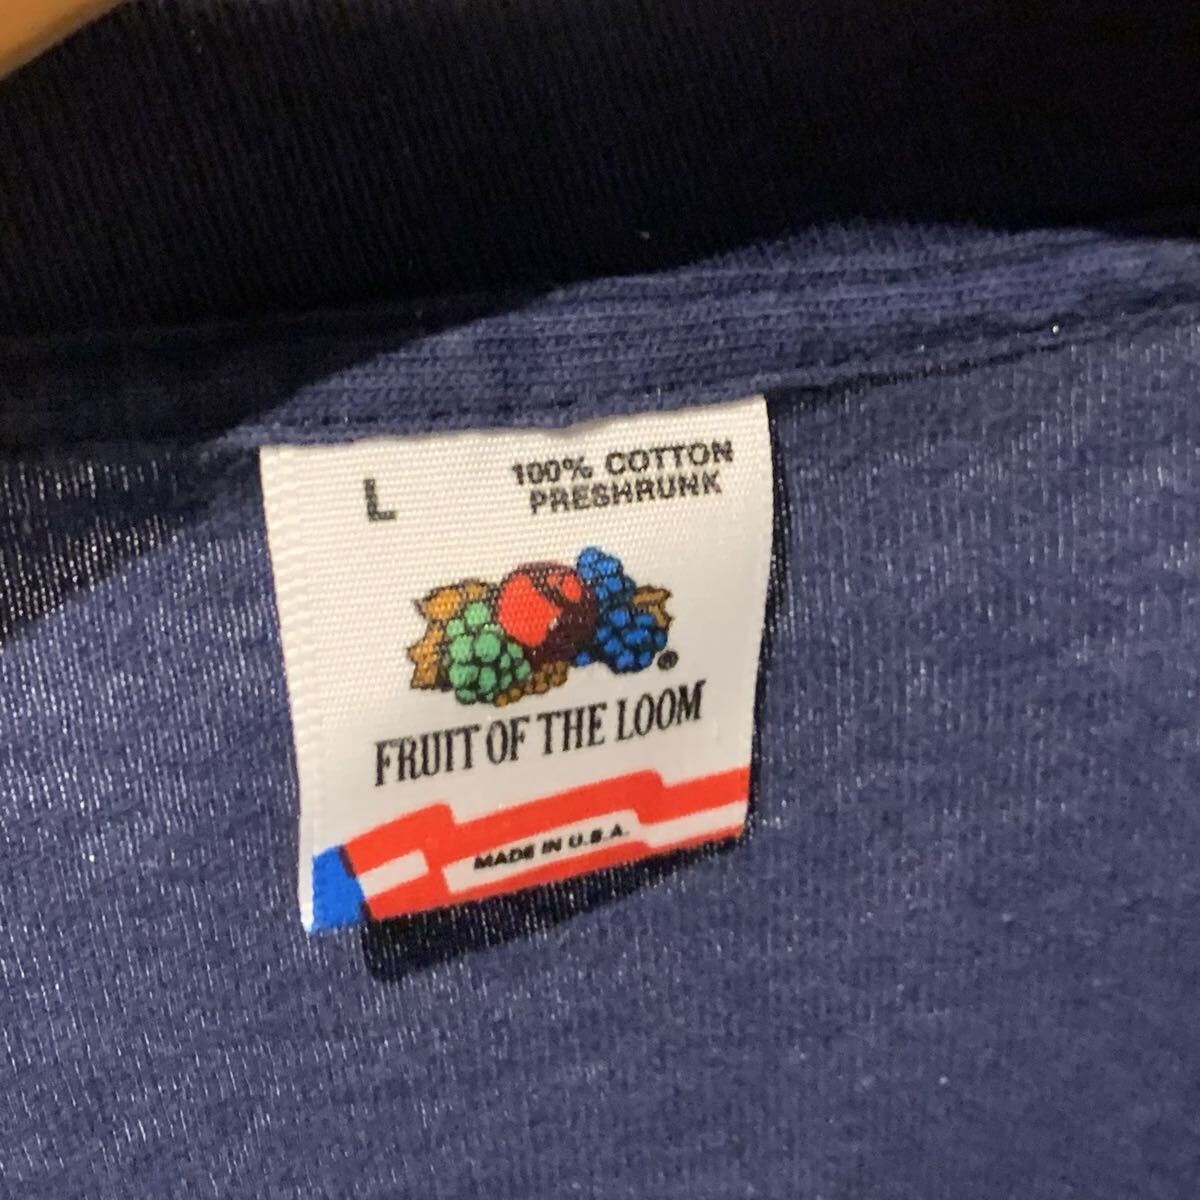 L
100% COTTON
PRESHRUNK
®
FRUIT OF THE LOOM
MADE IN U.S.A.